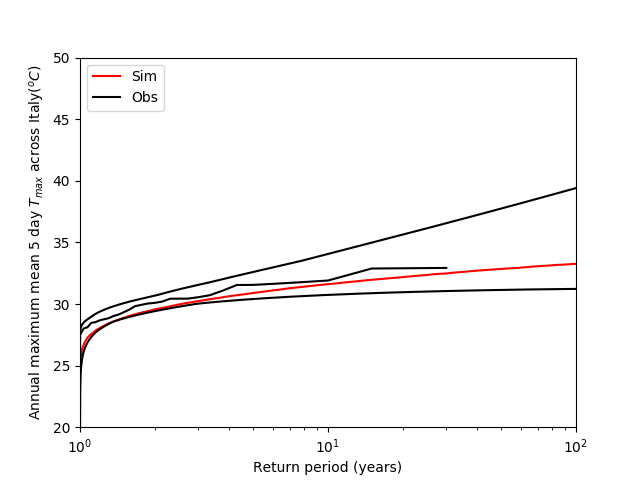 Annual maximum mean 5 day T_max across Italy(°C)
50
45
40
35
30
25
20
Sim
Obs
10^0
10^1
10^2
Return period (years)